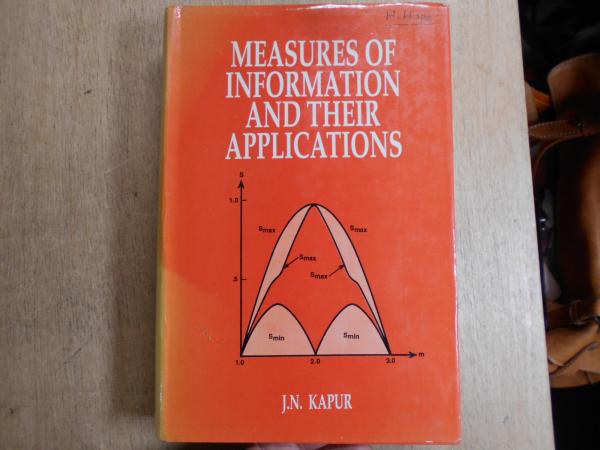 MEASURES OF
INFORMATION
AND THEIR
APPLICATIONS
S
1.0
Smax
Smax
Smax
.5
Smax
Smin
Smin
1.0
2.0
3.0
m
J.N. KAPUR